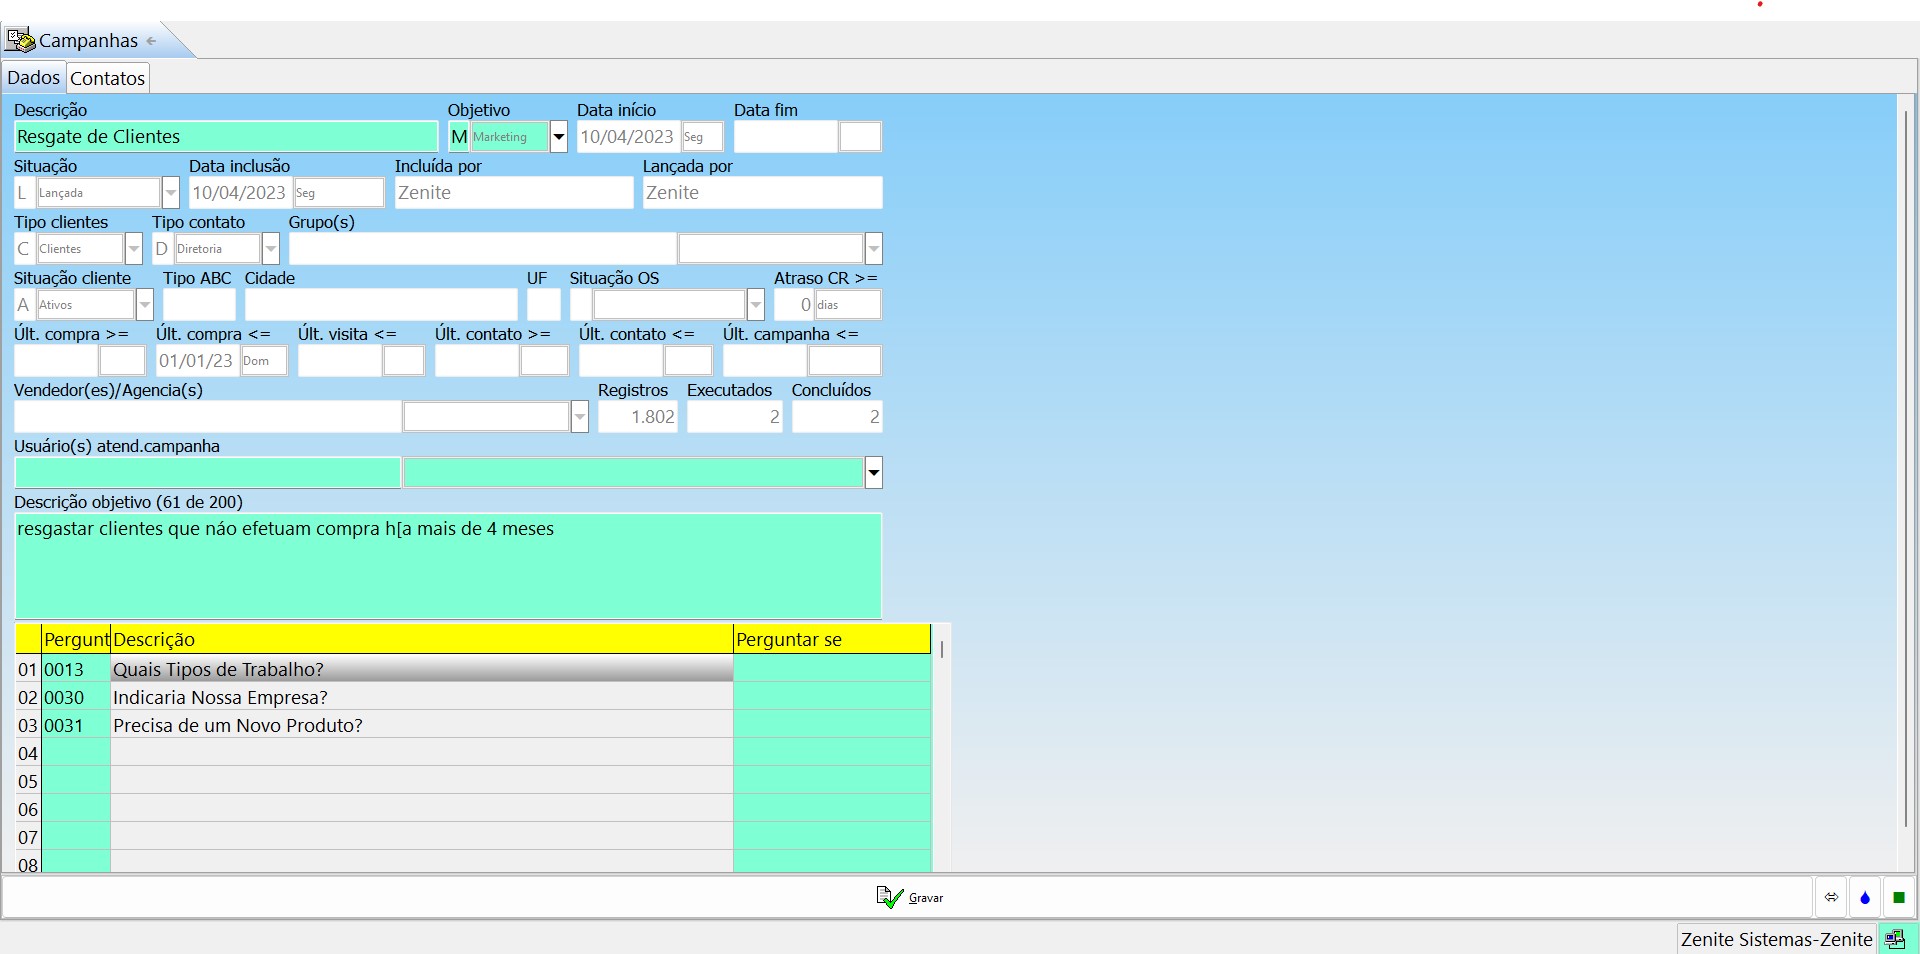 Campanhas
Dados Contatos
Descrição Objetivo Data início Data fim
Resgate de Clientes M Marketing 10/04/2023 Seg
Situação Data inclusão Incluída por Lançada por
L Lançada 10/04/2023 Seg Zenite Zenite
Tipo clientes Tipo contato Grupo(s)
C Clientes D Diretoria
Situação cliente Tipo ABC Cidade UF Situação OS Atraso CR >=
A Ativos 0 dias
Últ. compra >= Últ. compra <= Últ. visita <= Últ. contato >= Últ. contato <= Últ. campanha <=
01/01/23 Dom
Vendedor(es)/Agencia(s) Registros Executados Concluídos
1.802 2 2
Usuário(s) atend.campanha
Descrição objetivo (61 de 200)
resgastar clientes que náo efetuam compra h[a mais de 4 meses
Pergunt Descrição Perguntar se
01 0013 Quais Tipos de Trabalho?
02 0030 Indicaria Nossa Empresa?
03 0031 Precisa de um Novo Produto?
04
05
06
07
08
Gravar
Zenite Sistemas-Zenite